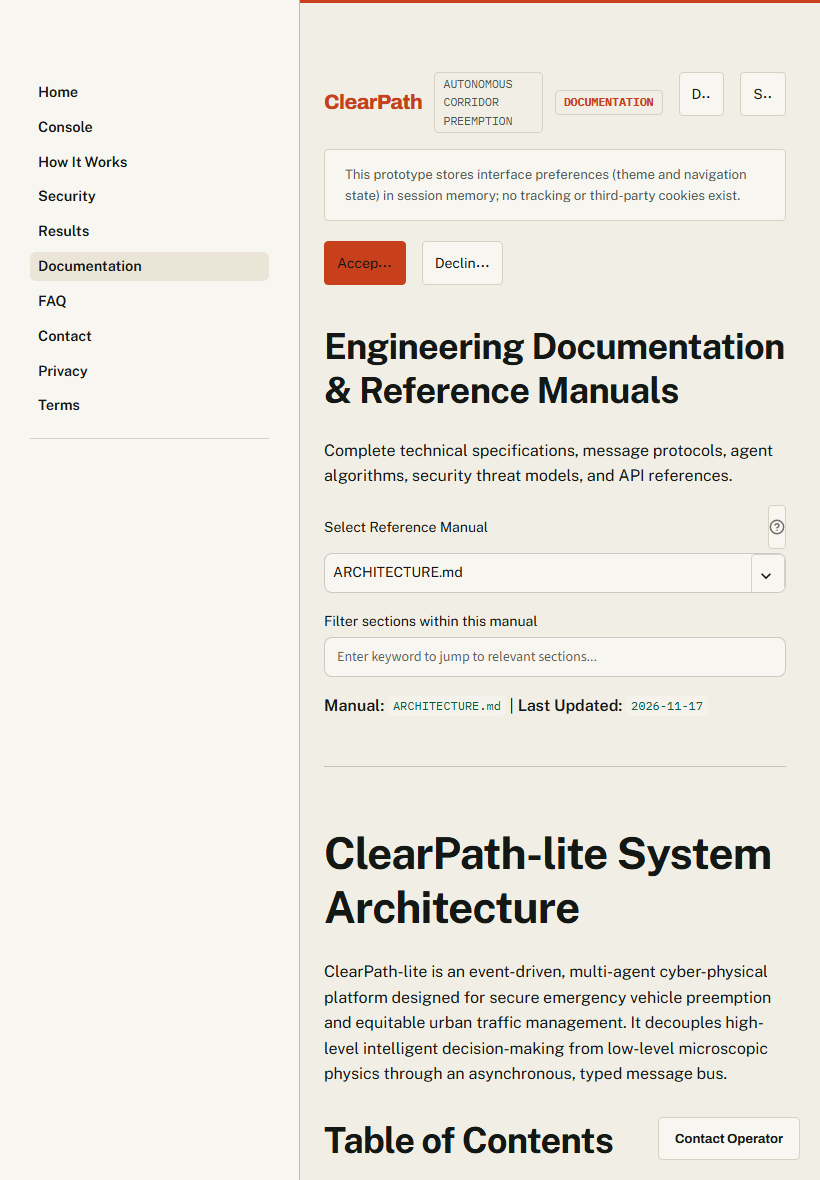 Home
Console
How It Works
Security
Results
Documentation
FAQ
Contact
Privacy
Terms
ClearPath
AUTONOMOUS
CORRIDOR
PREEMPTION
DOCUMENTATION
D..
S..
This prototype stores interface preferences (theme and navigation
state) in session memory; no tracking or third-party cookies exist.
Accep...
Declin...
Engineering Documentation
& Reference Manuals
Complete technical specifications, message protocols, agent
algorithms, security threat models, and API references.
Select Reference Manual
ARCHITECTURE.md
Filter sections within this manual
Enter keyword to jump to relevant sections...
Manual: ARCHITECTURE.md | Last Updated: 2026-11-17
ClearPath-lite System
Architecture
ClearPath-lite is an event-driven, multi-agent cyber-physical
platform designed for secure emergency vehicle preemption
and equitable urban traffic management. It decouples high-
level intelligent decision-making from low-level microscopic
physics through an asynchronous, typed message bus.
Table of Contents
Contact Operator